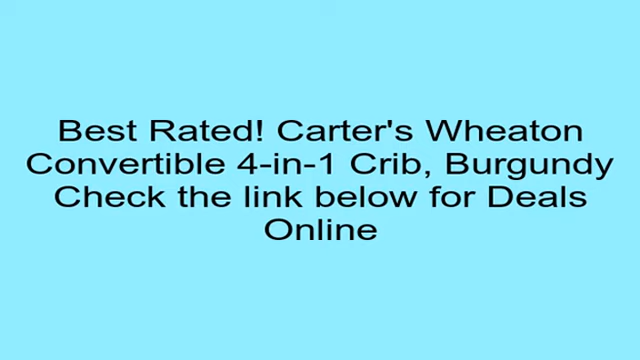 Best Rated! Carter's Wheaton
Convertible 4-in-1 Crib, Burgundy
Check the link below for Deals
Online